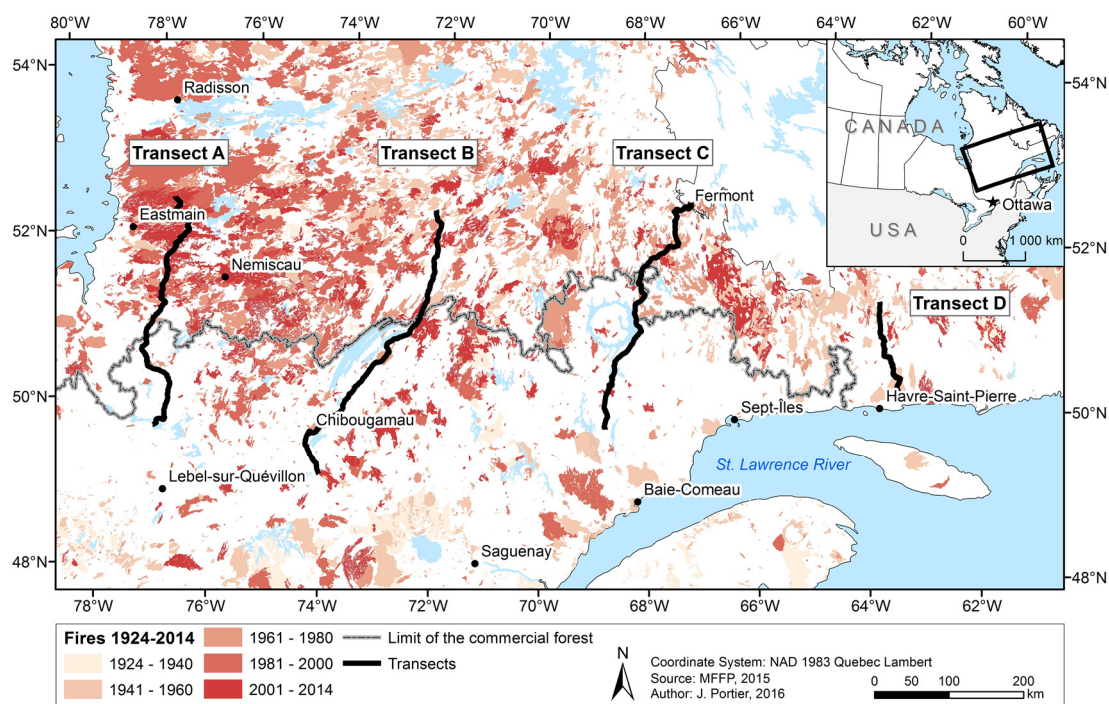 80°W 78°W 76°W 74°W 72°W 70°W 68°W 66°W 64°W 62°W 60°W
54°N
54°N
Radisson
CANADA
Transect A
Transect B
Transect C
Fermont
Ottawa
Eastmain
52°N
USA
0 1 000 km
52°N
Nemiscau
Transect D
50°N
Havre-Saint-Pierre
50°N
Sept-Îles
Chibougamau
St. Lawrence River
Lebel-sur-Quévillon
Baie-Comeau
Saguenay
48°N
48°N
78°W 76°W 74°W 72°W 70°W 68°W 66°W 64°W 62°W
Fires 1924-2014
1924 - 1940
1941 - 1960
1961 - 1980
1981 - 2000
2001 - 2014
Limit of the commercial forest
Transects
N
Coordinate System: NAD 1983 Quebec Lambert
Source: MFFP, 2015
Author: J. Portier, 2016
0 50 100 200
km